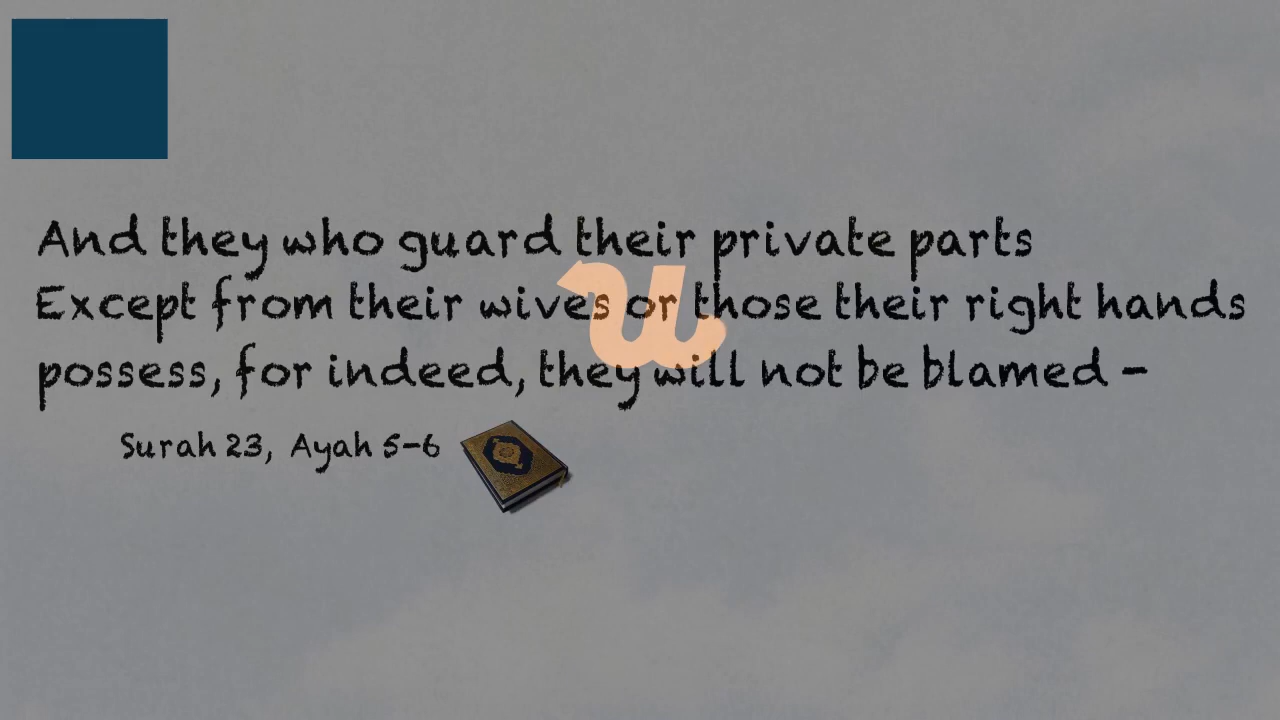 And they who guard their private parts
Except from their wives or those their right hands
possess, for indeed, they will not be blamed -
Surah 23, Ayah 5-6
u